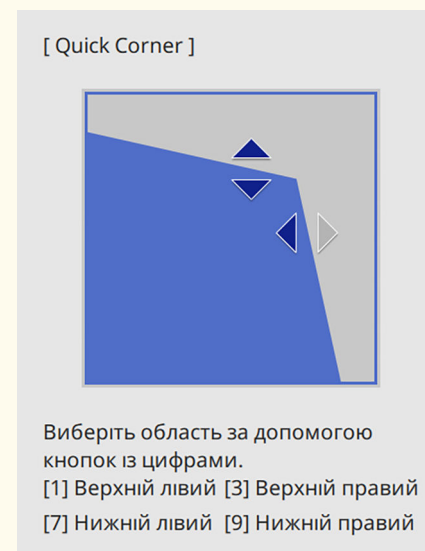 [ Quick Corner ]
Виберіть область за допомогою
кнопок із цифрами.
[1] Верхній лівий [3] Верхній правий
[7] Нижній лівий [9] Нижній правий